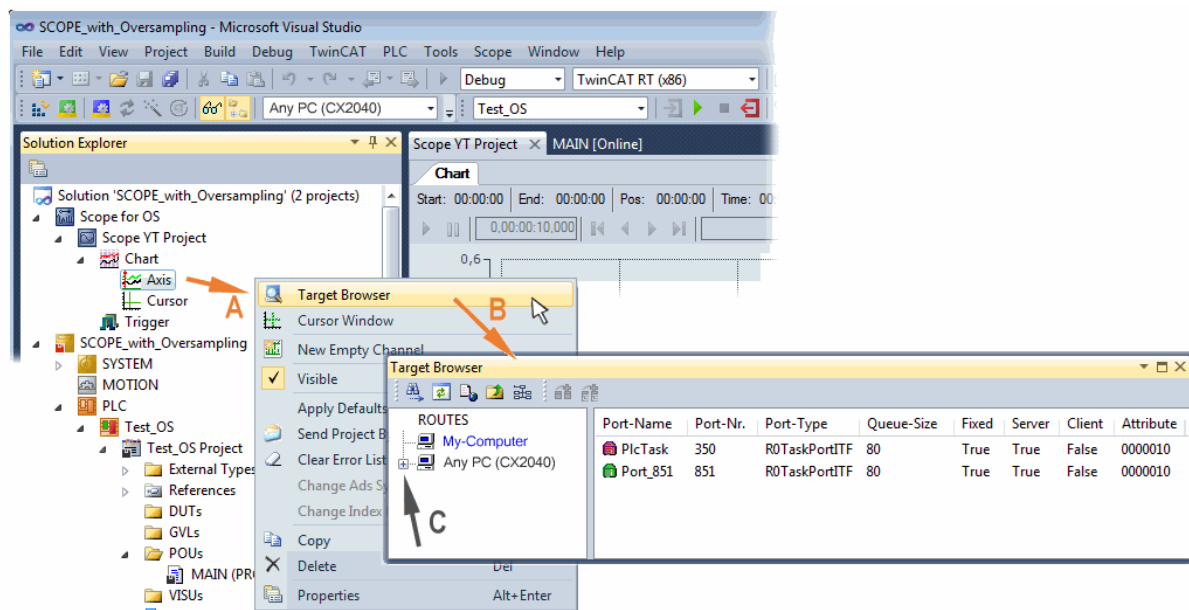 SCOPE_with_Oversampling - Microsoft Visual Studio
File Edit View Project Build Debug TwinCAT PLC Tools Scope Window Help
Debug TwinCAT RT (x86)
Any PC (CX2040) Test_OS
Solution Explorer
Scope YT Project MAIN [Online]
Chart
Start: 00:00:00 End: 00:00:00 Pos: 00:00:00 Time: 00
0,00:00:10,000
0,6
Solution 'SCOPE_with_Oversampling' (2 projects)
Scope for OS
Scope YT Project
Chart
Axis
Cursor
Trigger
SCOPE_with_Oversampling
SYSTEM
MOTION
PLC
Test_OS
Test_OS Project
External Types
References
DUTs
GVLs
POUs
MAIN (PR
VISUs
A
Target Browser
B
Cursor Window
New Empty Channel
Visible
Apply Defaults
Send Project B
Clear Error List
Change Ads Sy
Change Index
Copy
Delete Del
Properties Alt+Enter
Target Browser
ROUTES
My-Computer
Any PC (CX2040)
C
Port-Name Port-Nr. Port-Type Queue-Size Fixed Server Client Attribute
PlcTask 350 R0TaskPortITF 80 True True False 0000010
Port_851 851 R0TaskPortITF 80 True True False 0000010